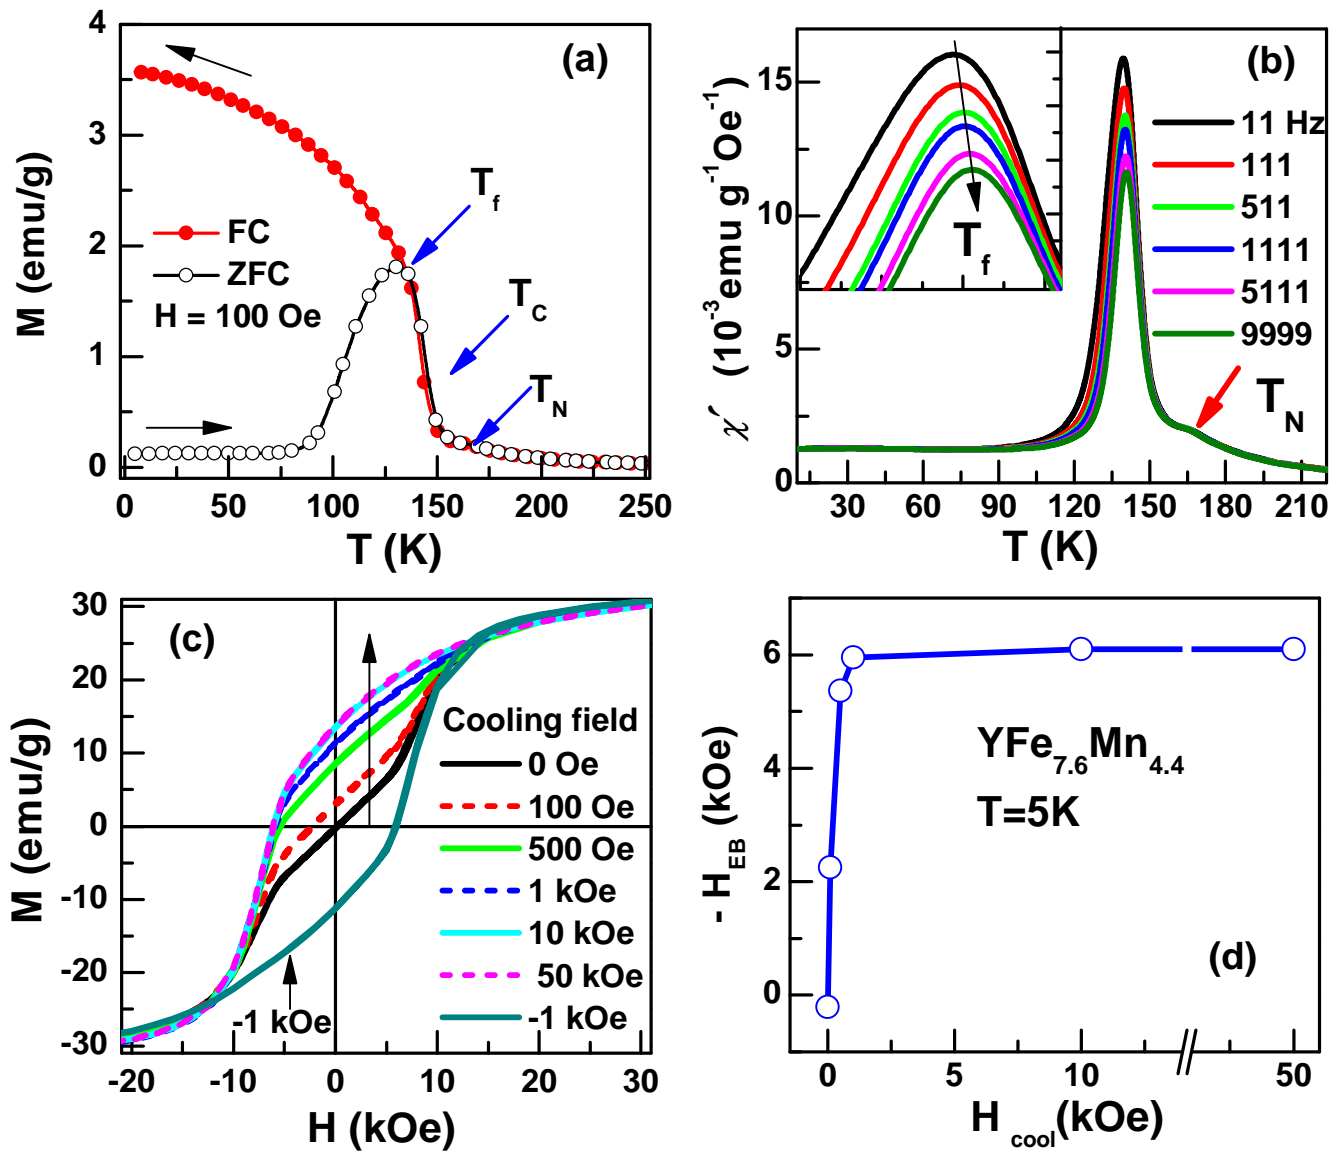 (a)
4
3
2
1
0
M (emu/g)
T_f
FC
ZFC
H = 100 Oe
T_C
T_N
0 50 100 150 200 250
T (K)
(b)
15
10
5
0
χ′ (10⁻³ emu g⁻¹Oe⁻¹)
T_f
11 Hz
111
511
1111
5111
9999
T_N
30 60 90 120 150 180 210
T (K)
(c)
30
20
10
0
-10
-20
-30
M (emu/g)
Cooling field
0 Oe
100 Oe
500 Oe
1 kOe
10 kOe
50 kOe
-1 kOe
-1 kOe
-20 -10 0 10 20 30
H (kOe)
6
4
2
0
- H_EB (kOe)
YFe_7.6Mn_4.4
T=5K
(d)
0 5 10 50
H_cool(kOe)